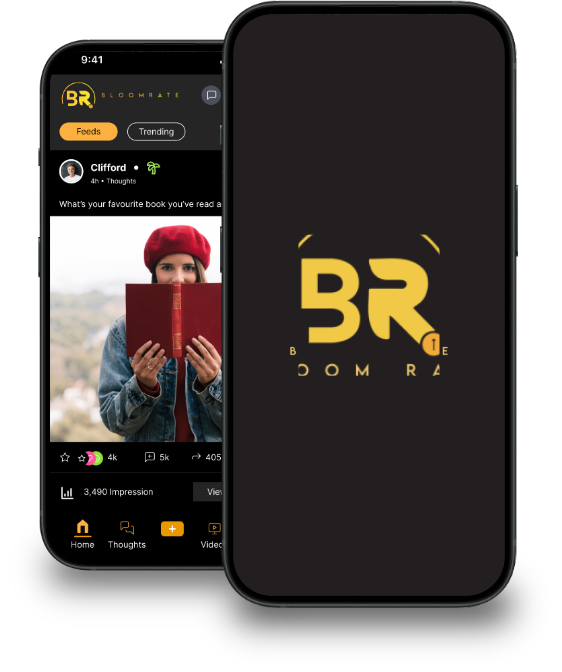 9:41
BR
BLOOMRATE
Feeds
Trending
Clifford
4h • Thoughts
What's your favourite book you've read a
4k
5k
405
3,490 Impression
View
Home
Thoughts
Video
BR
B E
OOM RA